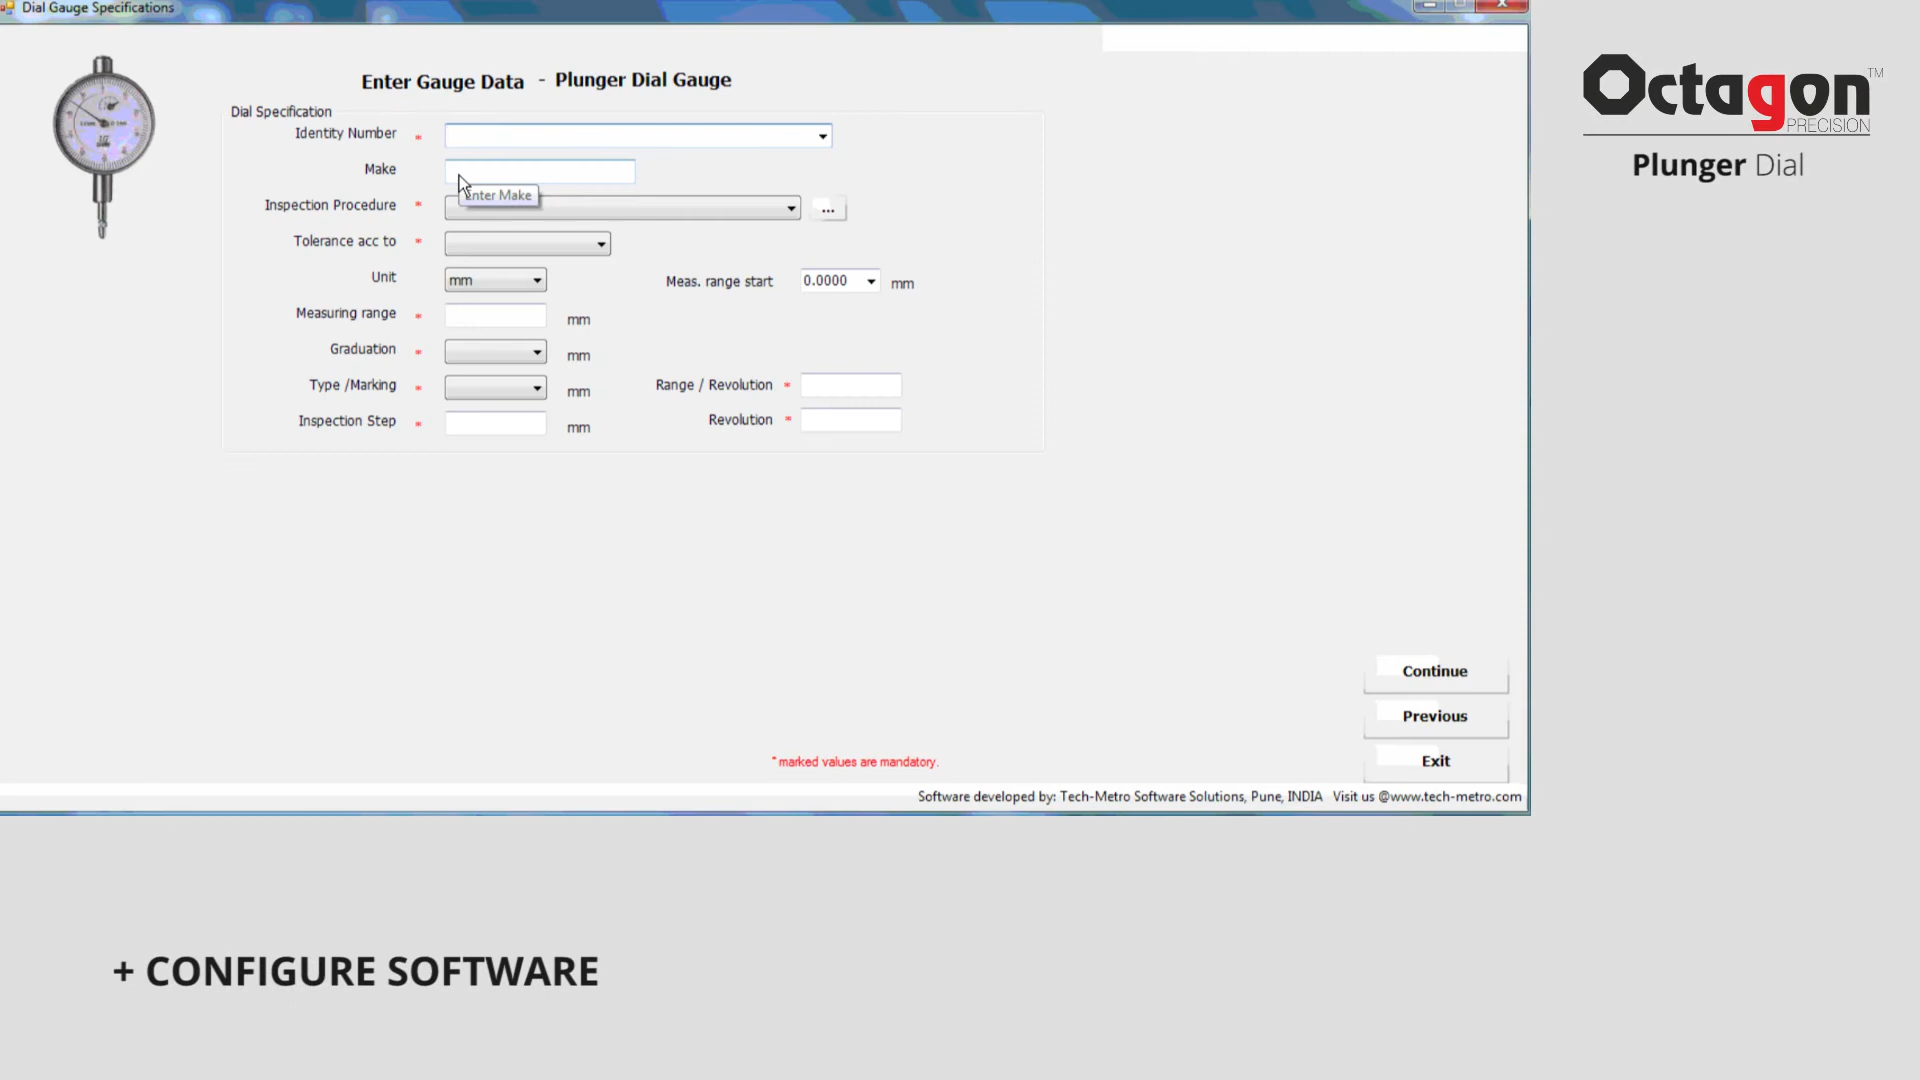 Dial Gauge Specifications
Octagon™
PRECISION
Plunger Dial
Enter Gauge Data - Plunger Dial Gauge
Dial Specification
Identity Number *
Make
Enter Make
Inspection Procedure * ...
Tolerance acc to *
Unit mm Meas. range start 0.0000 mm
Measuring range * mm
Graduation * mm
Type /Marking * mm Range / Revolution *
Inspection Step * mm Revolution *
Continue
Previous
Exit
* marked values are mandatory.
Software developed by: Tech-Metro Software Solutions, Pune, INDIA Visit us @www.tech-metro.com
+ CONFIGURE SOFTWARE